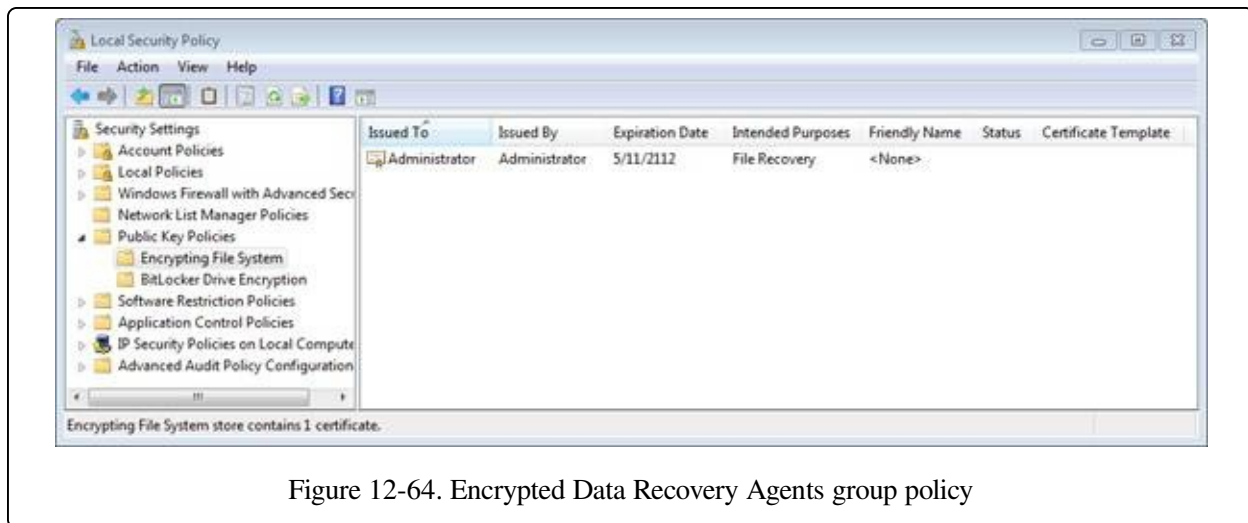 Local Security Policy
File Action View Help
Security Settings
Account Policies
Local Policies
Windows Firewall with Advanced Secu
Network List Manager Policies
Public Key Policies
Encrypting File System
BitLocker Drive Encryption
Software Restriction Policies
Application Control Policies
IP Security Policies on Local Compute
Advanced Audit Policy Configuration
Issued To Issued By Expiration Date Intended Purposes Friendly Name Status Certificate Template
Administrator Administrator 5/11/2112 File Recovery <None>
Encrypting File System store contains 1 certificate.
Figure 12-64. Encrypted Data Recovery Agents group policy